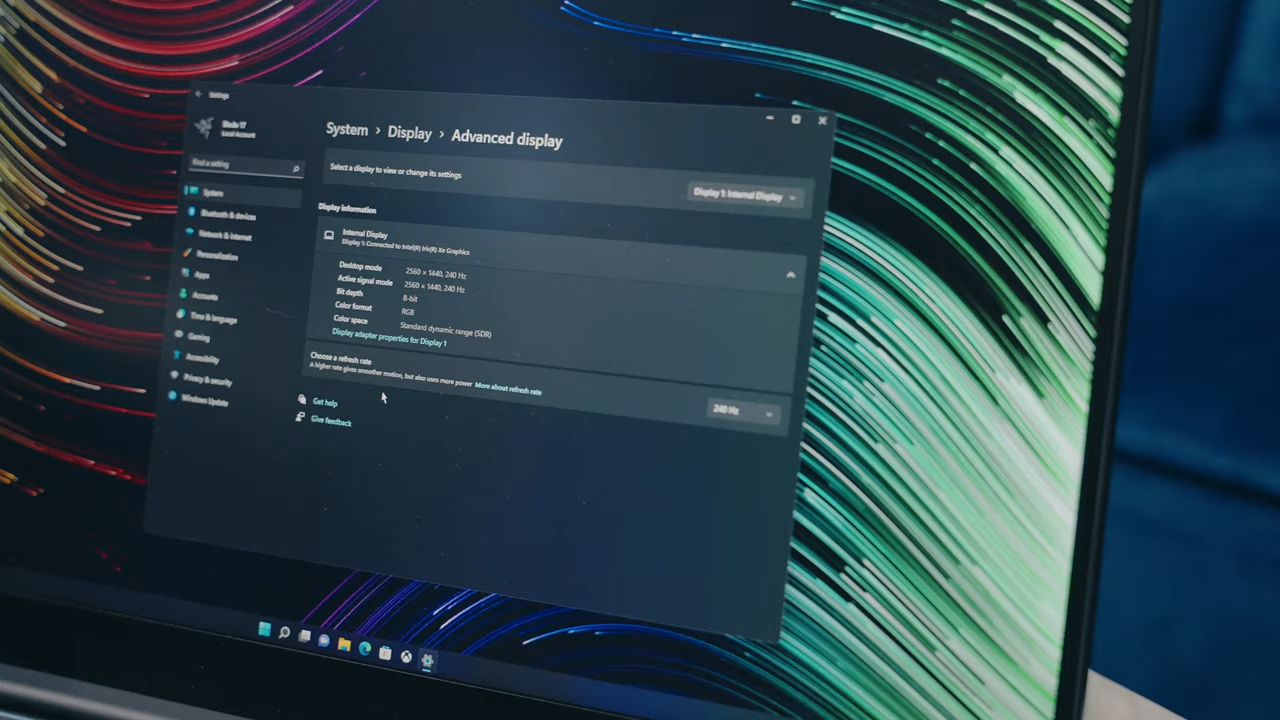 Settings
Blade 17
Local Account
Find a setting
System
Bluetooth & devices
Network & internet
Personalization
Apps
Accounts
Time & language
Gaming
Accessibility
Privacy & security
Windows Update
System › Display › Advanced display
Select a display to view or change its settings
Display 1: Internal Display
Display information
Internal Display
Display 1: Connected to Intel(R) Iris(R) Xe Graphics
Desktop mode 2560 × 1440, 240 Hz
Active signal mode 2560 × 1440, 240 Hz
Bit depth 8-bit
Color format RGB
Color space Standard dynamic range (SDR)
Display adapter properties for Display 1
Choose a refresh rate
A higher rate gives smoother motion, but also uses more power More about refresh rate
240 Hz
Get help
Give feedback